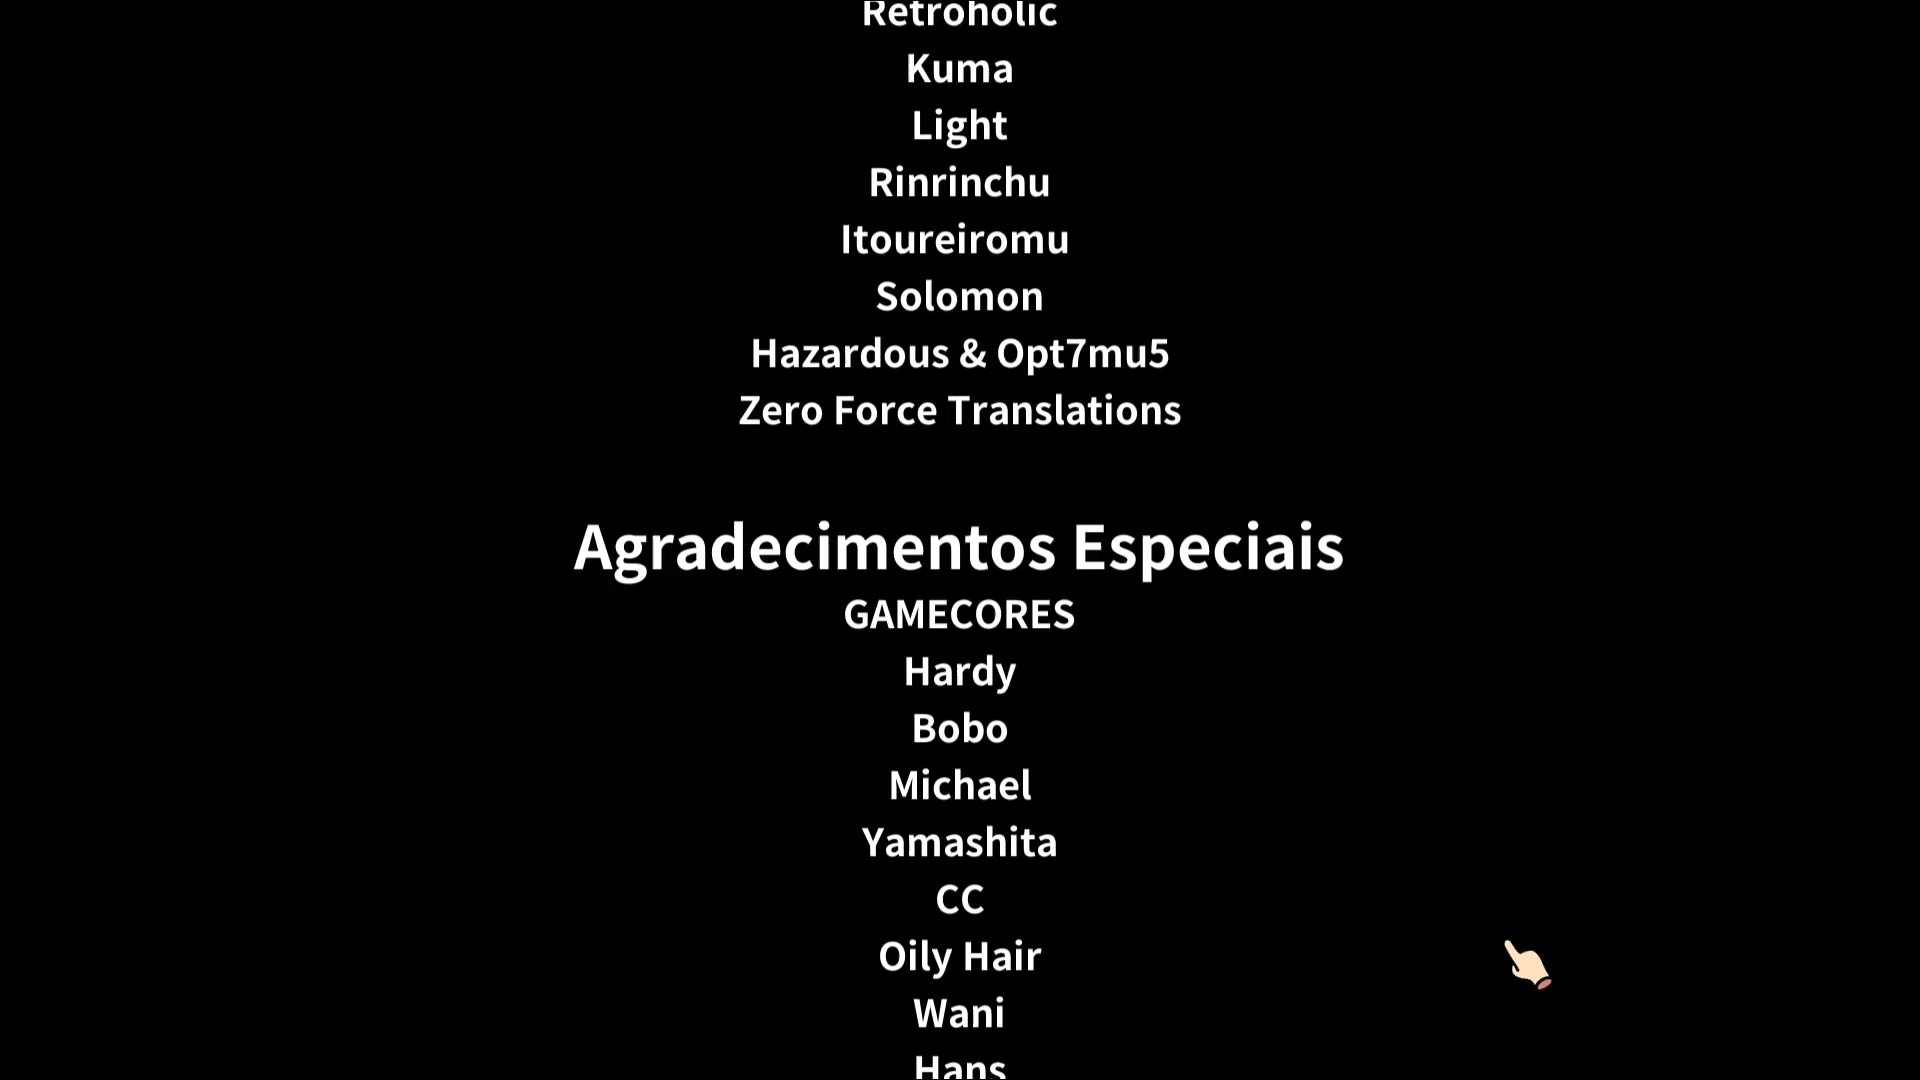 Retroholic
Kuma
Light
Rinrinchu
Itoureiromu
Solomon
Hazardous & Opt7mu5
Zero Force Translations
Agradecimentos Especiais
GAMECORES
Hardy
Bobo
Michael
Yamashita
CC
Oily Hair
Wani
Hans